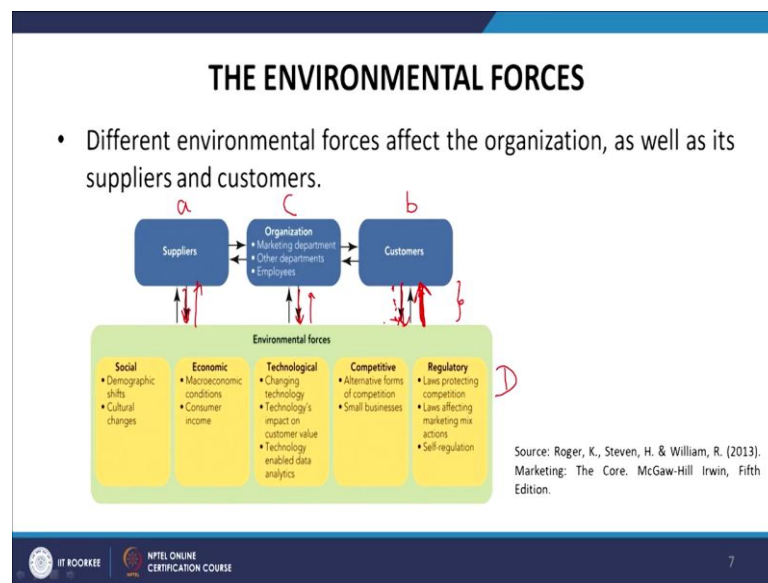 THE ENVIRONMENTAL FORCES
• Different environmental forces affect the organization, as well as its
suppliers and customers.
a
c
b
Suppliers
Organization
• Marketing department
• Other departments
• Employees
Customers
Environmental forces
Social
• Demographic
shifts
• Cultural
changes
Economic
• Macroeconomic
conditions
• Consumer
income
Technological
• Changing
technology
• Technology's
impact on
customer value
• Technology
enabled data
analytics
Competitive
• Alternative forms
of competition
• Small businesses
Regulatory
• Laws protecting
competition
• Laws affecting
marketing mix
actions
• Self-regulation
D
Source: Roger, K., Steven, H. & William, R. (2013).
Marketing: The Core. McGaw-Hill Irwin, Fifth
Edition.
IIT ROORKEE
NPTEL ONLINE
CERTIFICATION COURSE
7